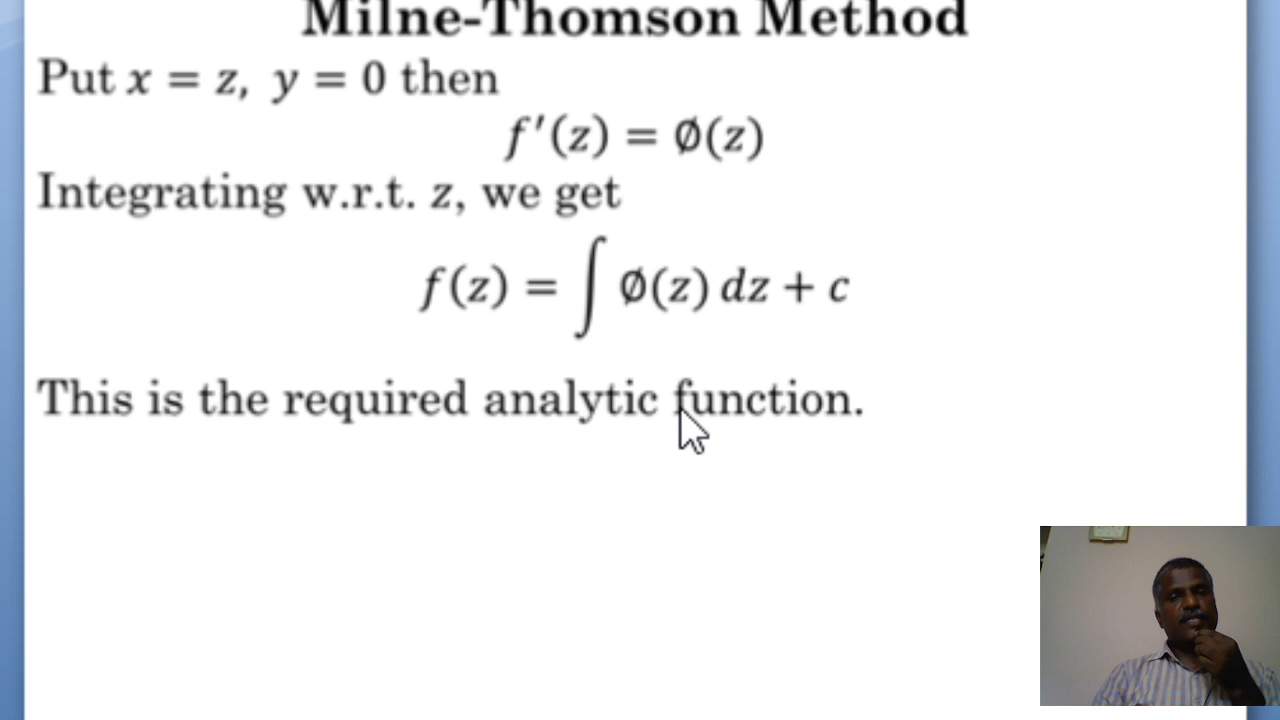 Milne-Thomson Method
Put x = z, y = 0 then
f′(z) = ∅(z)
Integrating w.r.t. z, we get
f(z) = ∫ ∅(z) dz + c
This is the required analytic function.